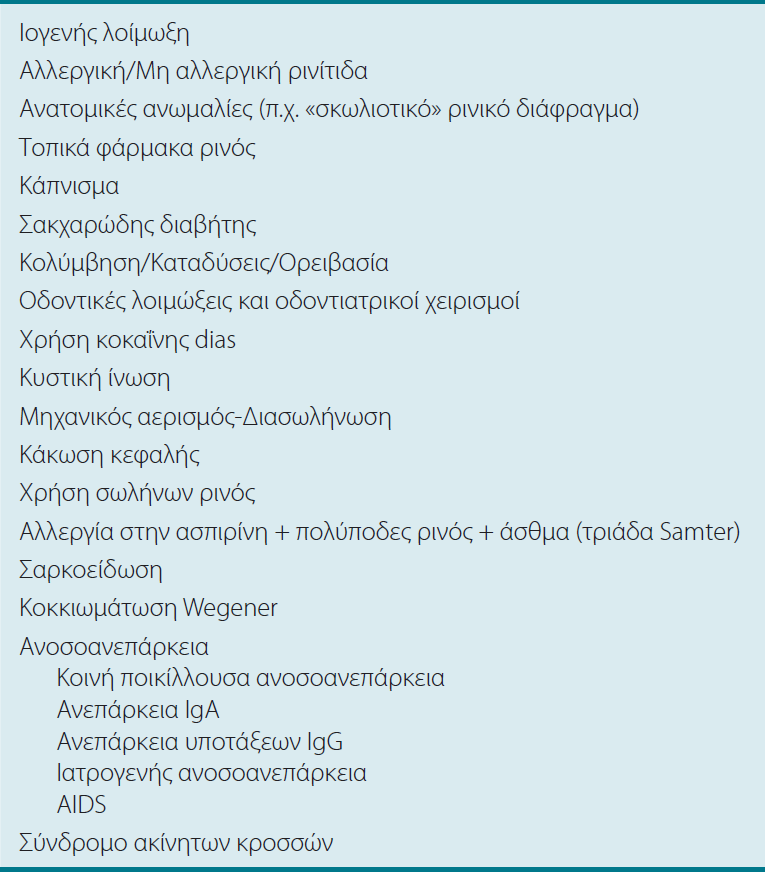 Ιογενής λοίμωξη
Αλλεργική/Μη αλλεργική ρινίτιδα
Ανατομικές ανωμαλίες (π.χ. «σκωλιοτικό» ρινικό διάφραγμα)
Τοπικά φάρμακα ρινός
Κάπνισμα
Σακχαρώδης διαβήτης
Κολύμβηση/Καταδύσεις/Ορειβασία
Οδοντικές λοιμώξεις και οδοντιατρικοί χειρισμοί
Χρήση κοκαΐνης dias
Κυστική ίνωση
Μηχανικός αερισμός-Διασωλήνωση
Κάκωση κεφαλής
Χρήση σωλήνων ρινός
Αλλεργία στην ασπιρίνη + πολύποδες ρινός + άσθμα (τριάδα Samter)
Σαρκοείδωση
Κοκκιωμάτωση Wegener
Ανοσοανεπάρκεια
Κοινή ποικίλλουσα ανοσοανεπάρκεια
Ανεπάρκεια IgA
Ανεπάρκεια υποτάξεων IgG
Ιατρογενής ανοσοανεπάρκεια
AIDS
Σύνδρομο ακίνητων κροσσών